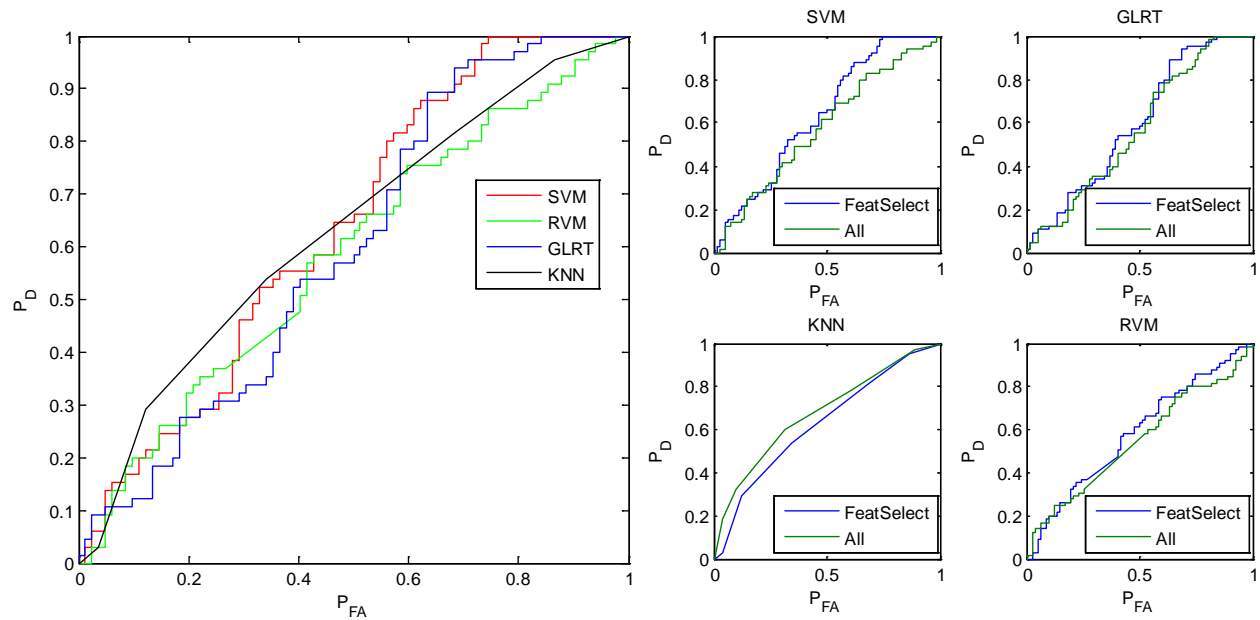 1
0.9
0.8
0.7
0.6
0.5
0.4
0.3
0.2
0.1
0
P_D
0 0.2 0.4 0.6 0.8 1
P_FA
SVM
RVM
GLRT
KNN
SVM
1
0.8
0.6
0.4
0.2
0
P_D
FeatSelect
All
0 0.5 1
P_FA
GLRT
1
0.8
0.6
0.4
0.2
0
P_D
FeatSelect
All
0 0.5 1
P_FA
KNN
1
0.8
0.6
0.4
0.2
0
P_D
FeatSelect
All
0 0.5 1
P_FA
RVM
1
0.8
0.6
0.4
0.2
0
P_D
FeatSelect
All
0 0.5 1
P_FA